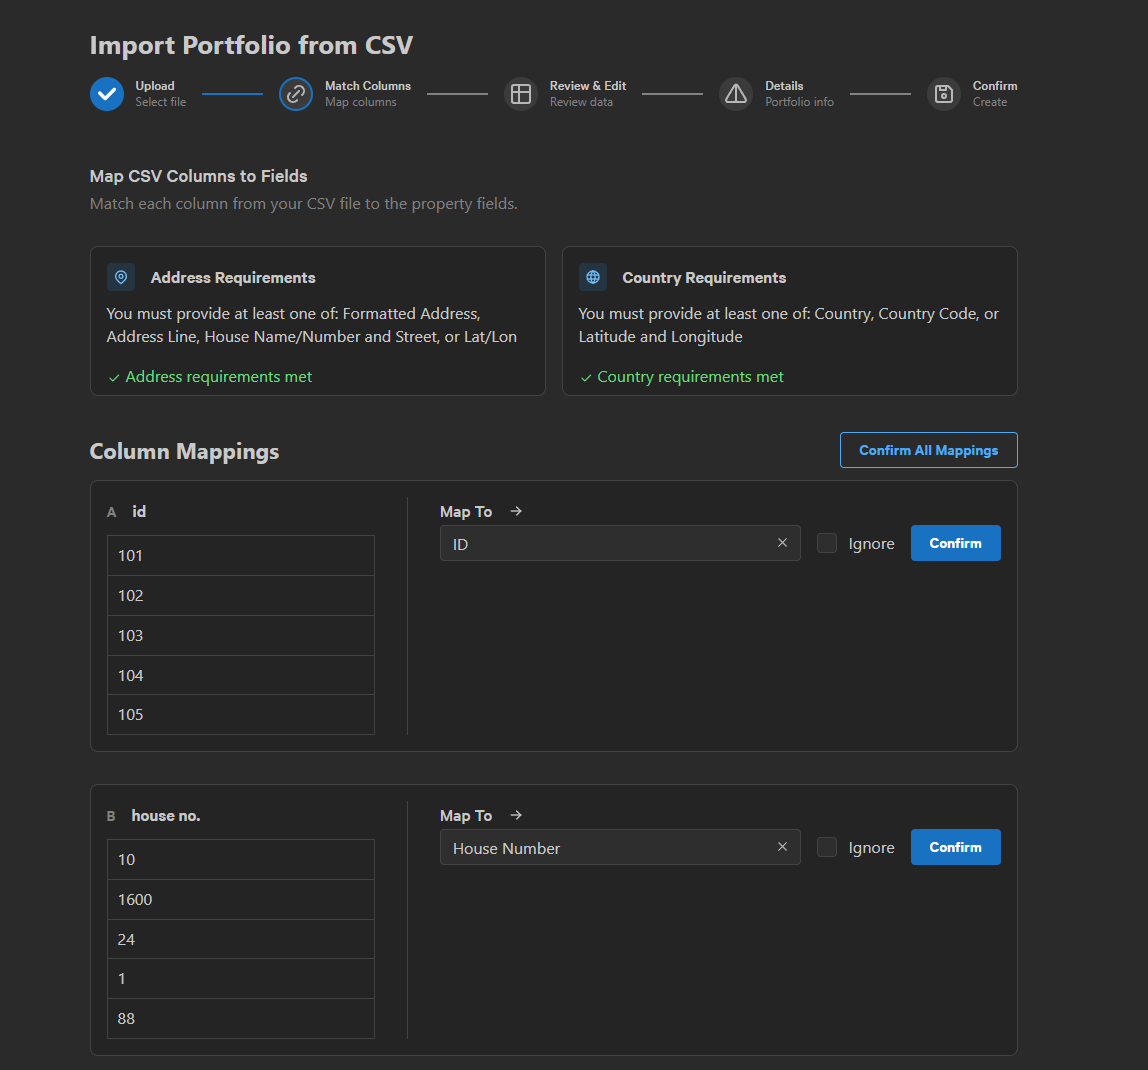 Import Portfolio from CSV
Upload
Select file
Match Columns
Map columns
Review & Edit
Review data
Details
Portfolio info
Confirm
Create
Map CSV Columns to Fields
Match each column from your CSV file to the property fields.
Address Requirements
You must provide at least one of: Formatted Address,
Address Line, House Name/Number and Street, or Lat/Lon
Address requirements met
Country Requirements
You must provide at least one of: Country, Country Code, or
Latitude and Longitude
Country requirements met
Column Mappings
Confirm All Mappings
A id
101
102
103
104
105
Map To
ID
Ignore
Confirm
B house no.
10
1600
24
1
88
Map To
House Number
Ignore
Confirm